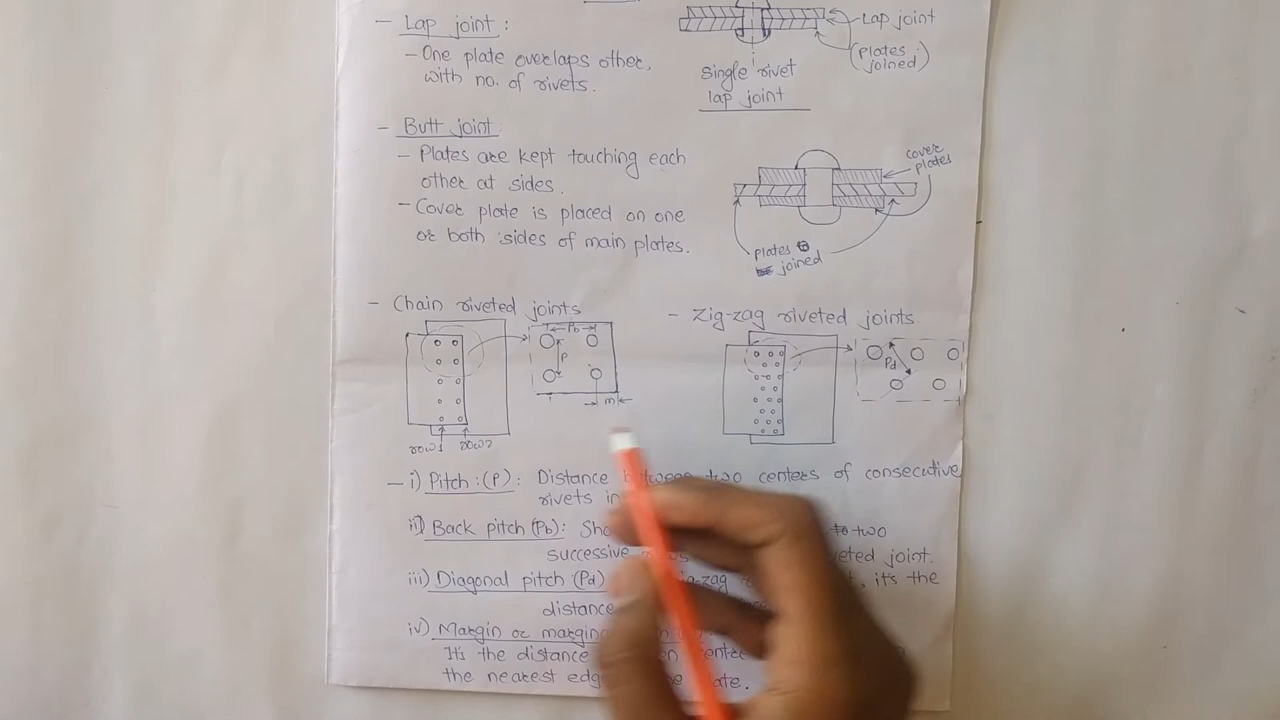 - Lap joint :
- One plate overlaps other,
with no. of rivets.
Lap joint
(plates joined)
single rivet
lap joint
- Butt joint:
- Plates are kept touching each
other at sides.
- Cover plate is placed on one
or both sides of main plates.
cover
plates
plates
joined
- Chain riveted joints
Pb
P
m
row1 row2
- Zig-zag riveted joints.
Pd
- i) Pitch : (P) : Distance between two centers of consecutive
rivets in
ii) Back pitch (Pb): two
successive joint.
iii) Diagonal pitch (Pd) it's the
distance
iv) Margin or margin
It's the distance
the nearest edge plate.